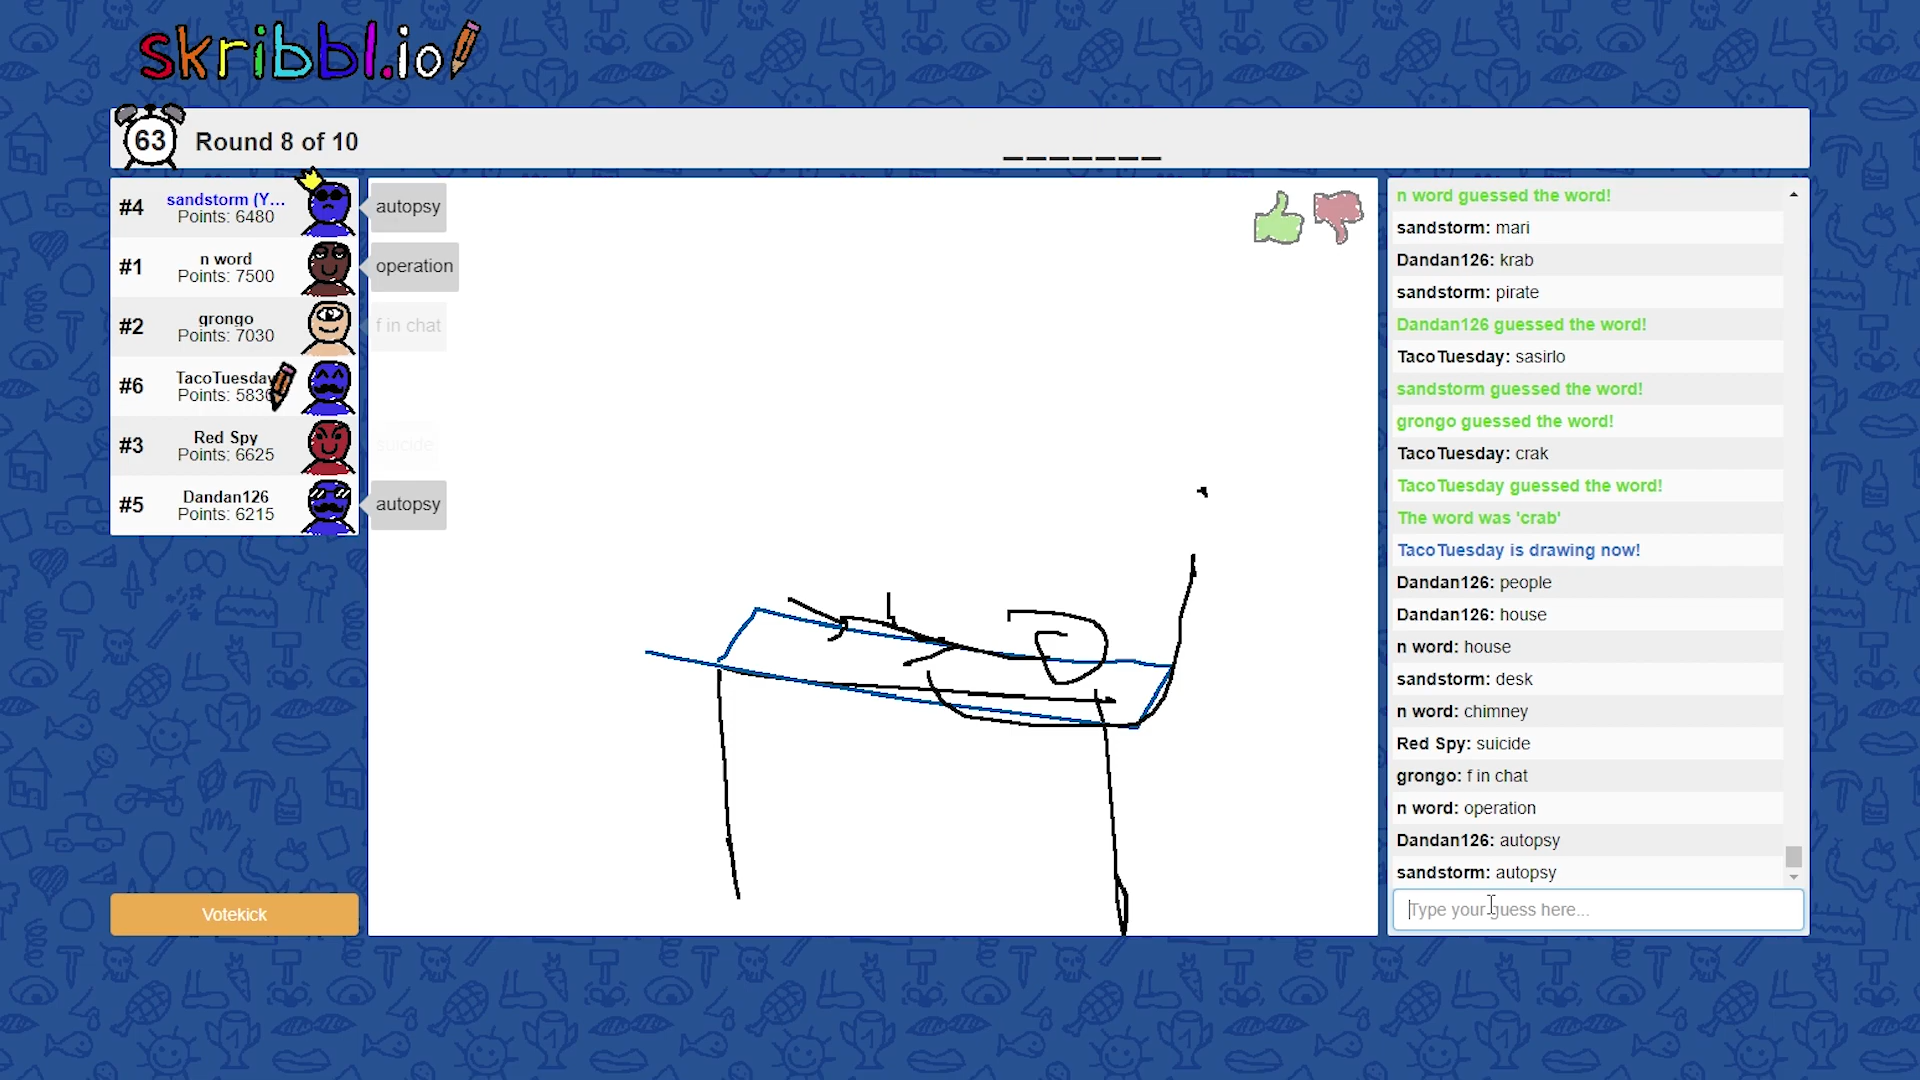 skribbl.io
63
Round 8 of 10
_______
#4
sandstorm (Y...
Points: 6480
autopsy
#1
n word
Points: 7500
operation
#2
grongo
Points: 7030
f in chat
#6
TacoTuesday
Points: 5830
#3
Red Spy
Points: 6625
suicide
#5
Dandan126
Points: 6215
autopsy
Votekick
n word guessed the word!
sandstorm: mari
Dandan126: krab
sandstorm: pirate
Dandan126 guessed the word!
TacoTuesday: sasirlo
sandstorm guessed the word!
grongo guessed the word!
TacoTuesday: crak
TacoTuesday guessed the word!
The word was 'crab'
TacoTuesday is drawing now!
Dandan126: people
Dandan126: house
n word: house
sandstorm: desk
n word: chimney
Red Spy: suicide
grongo: f in chat
n word: operation
Dandan126: autopsy
sandstorm: autopsy
Type your guess here...